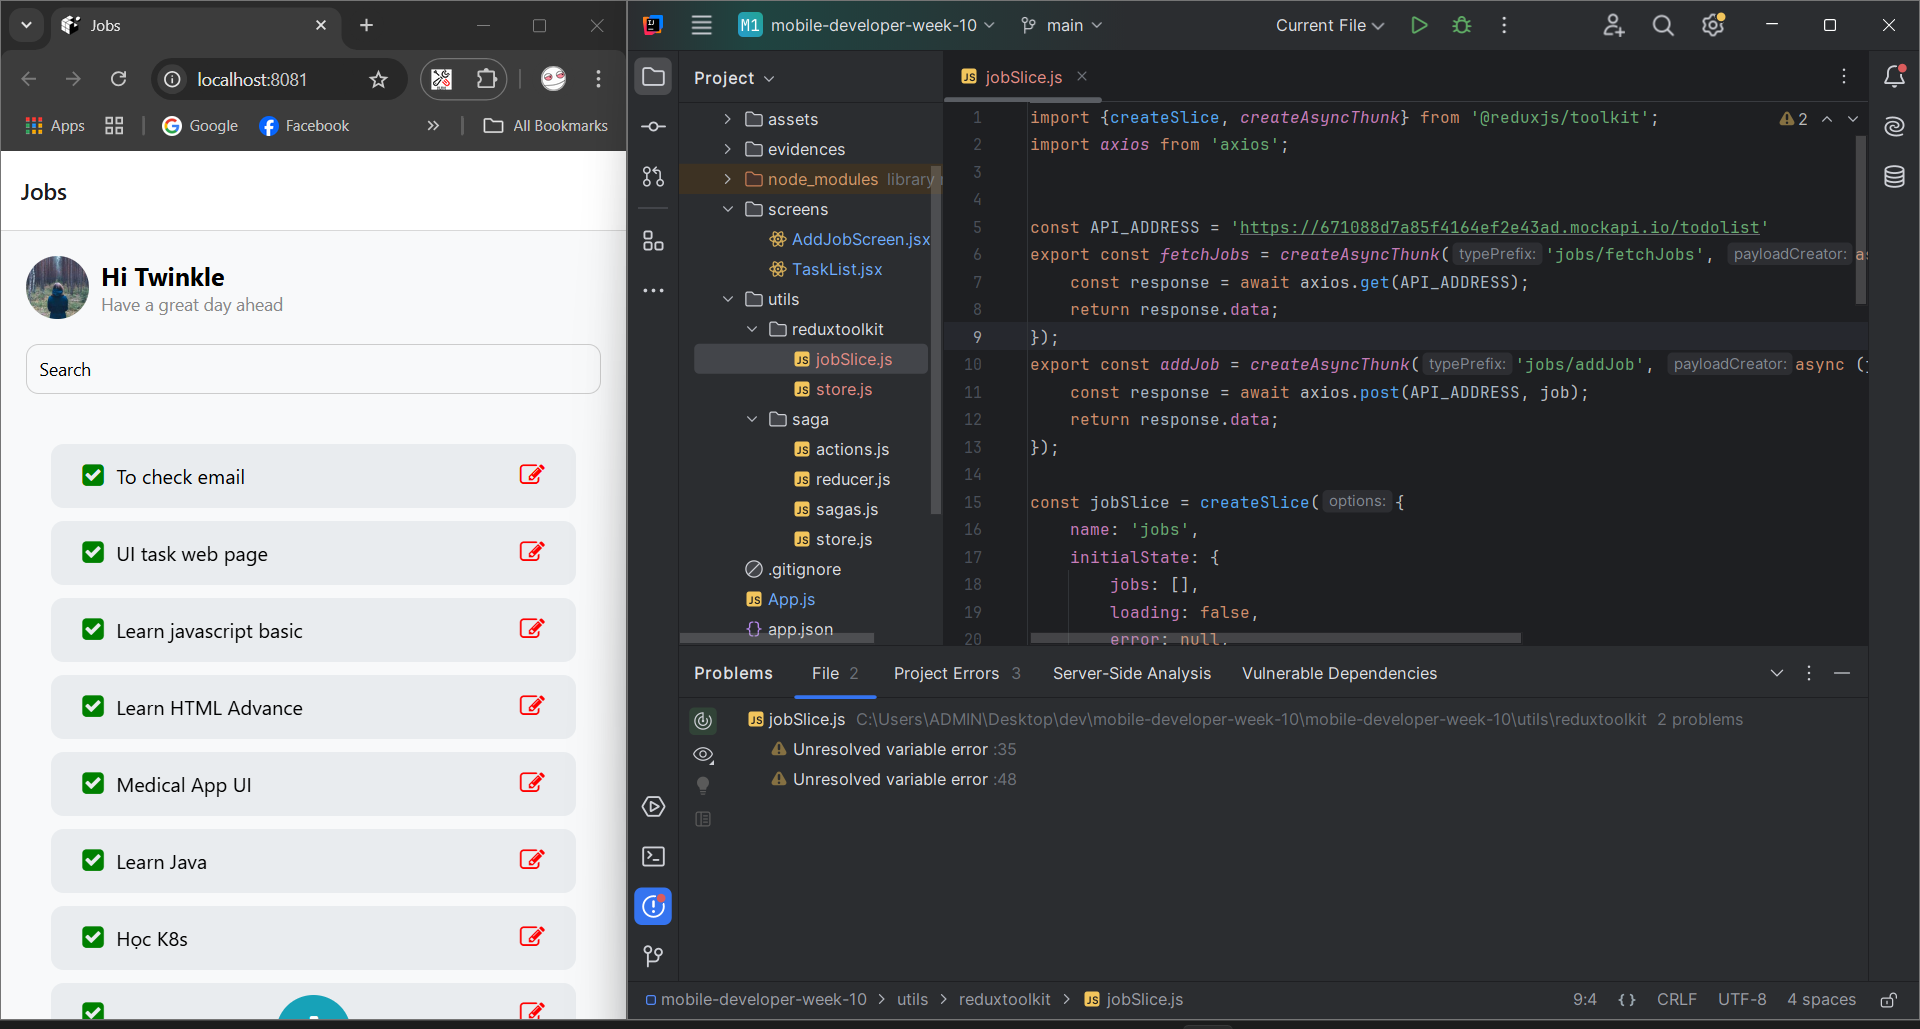 Jobs
localhost:8081
Apps
Google
Facebook
All Bookmarks
Jobs
Hi Twinkle
Have a great day ahead
Search
To check email
UI task web page
Learn javascript basic
Learn HTML Advance
Medical App UI
Learn Java
Học K8s
M1 mobile-developer-week-10
main
Current File
Project
assets
evidences
node_modules library
screens
AddJobScreen.jsx
TaskList.jsx
utils
reduxtoolkit
jobSlice.js
store.js
saga
actions.js
reducer.js
sagas.js
store.js
.gitignore
App.js
app.json
jobSlice.js
2
1 import {createSlice, createAsyncThunk} from '@reduxjs/toolkit';
2 import axios from 'axios';
3
4
5 const API_ADDRESS = 'https://671088d7a85f4164ef2e43ad.mockapi.io/todolist'
6 export const fetchJobs = createAsyncThunk( typePrefix: 'jobs/fetchJobs', payloadCreator: as
7 const response = await axios.get(API_ADDRESS);
8 return response.data;
9 });
10 export const addJob = createAsyncThunk( typePrefix: 'jobs/addJob', payloadCreator: async (j
11 const response = await axios.post(API_ADDRESS, job);
12 return response.data;
13 });
14
15 const jobSlice = createSlice( options: {
16 name: 'jobs',
17 initialState: {
18 jobs: [],
19 loading: false,
20 error: null,
Problems
File 2
Project Errors 3
Server-Side Analysis
Vulnerable Dependencies
jobSlice.js C:\Users\ADMIN\Desktop\dev\mobile-developer-week-10\mobile-developer-week-10\utils\reduxtoolkit 2 problems
Unresolved variable error :35
Unresolved variable error :48
mobile-developer-week-10 > utils > reduxtoolkit > jobSlice.js
9:4
{}
CRLF
UTF-8
4 spaces